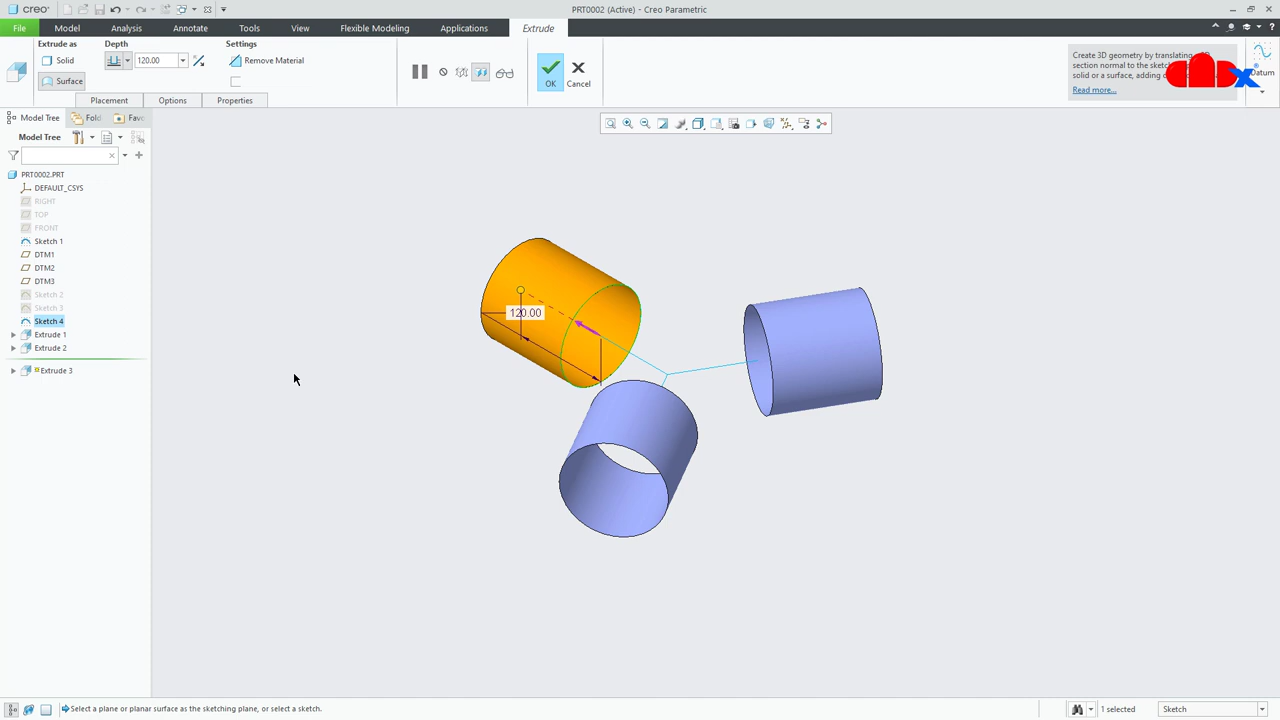 creo
PRT0002 (Active) - Creo Parametric
File Model Analysis Annotate Tools View Flexible Modeling Applications Extrude
Extrude as Depth Settings
Solid 120.00 Remove Material
Surface
OK Cancel
Create 3D geometry by translating a
section normal to the sketch
solid or a surface, adding
Read more...
Datum
Placement Options Properties
Model Tree Fold Favo
Model Tree
PRT0002.PRT
DEFAULT_CSYS
RIGHT
TOP
FRONT
Sketch 1
DTM1
DTM2
DTM3
Sketch 2
Sketch 3
Sketch 4
Extrude 1
Extrude 2
Extrude 3
120.00
Select a plane or planar surface as the sketching plane, or select a sketch.
1 selected
Sketch